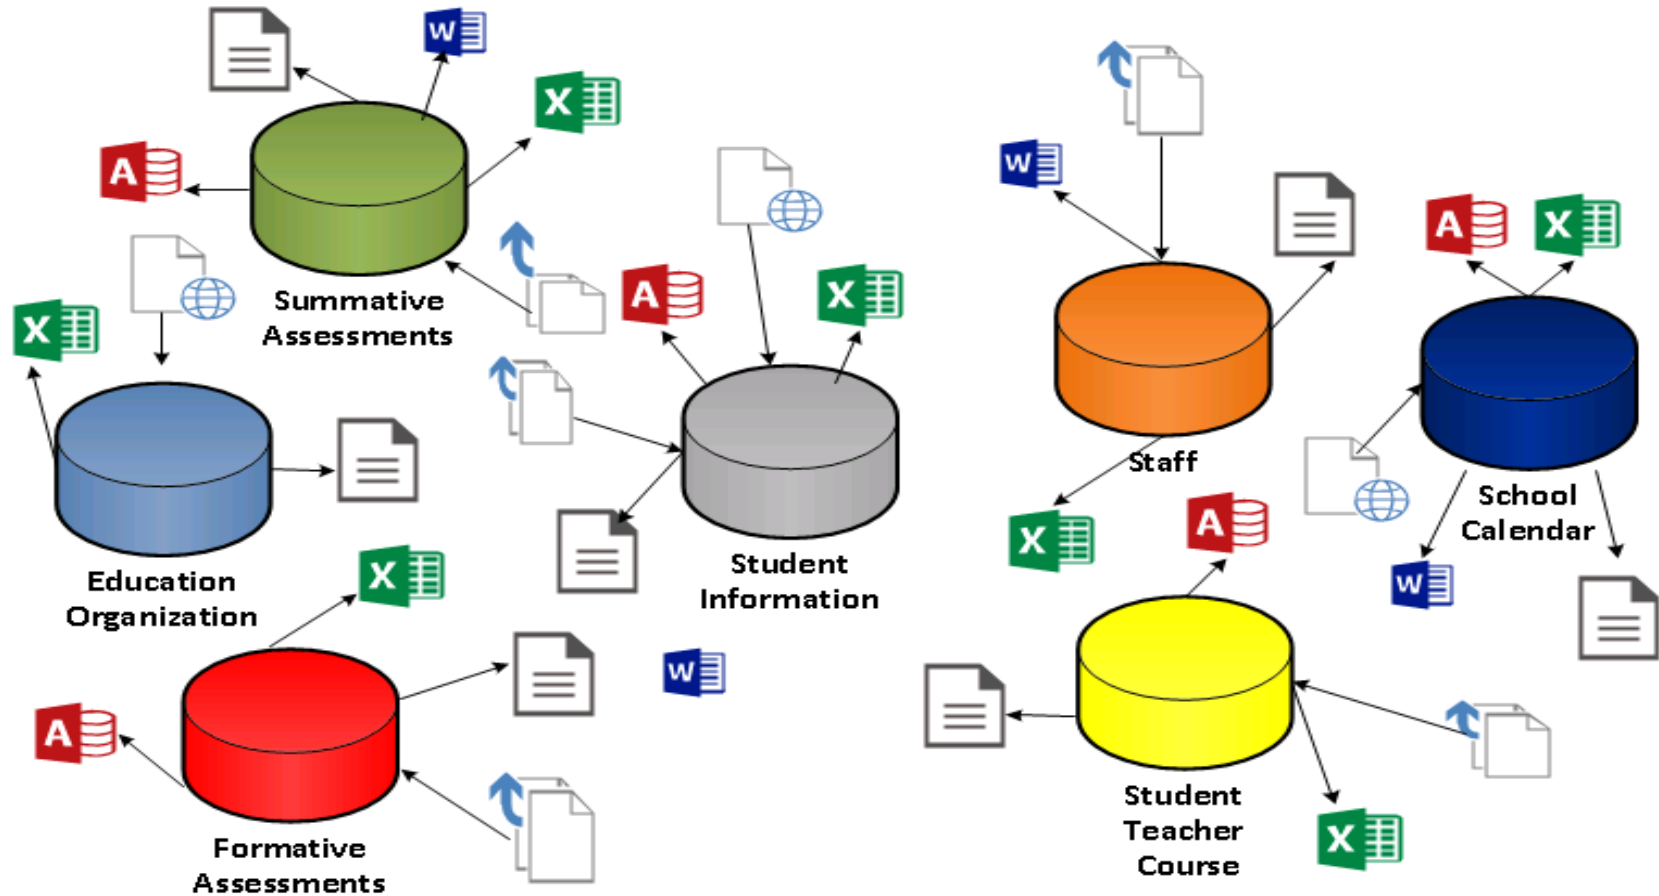 W
X
A
Summative
Assessments
X
Education
Organization
A
X
Student
Information
X
A
W
Formative
Assessments
W
Staff
X
A
X
School
Calendar
W
A
Student
Teacher
Course
X